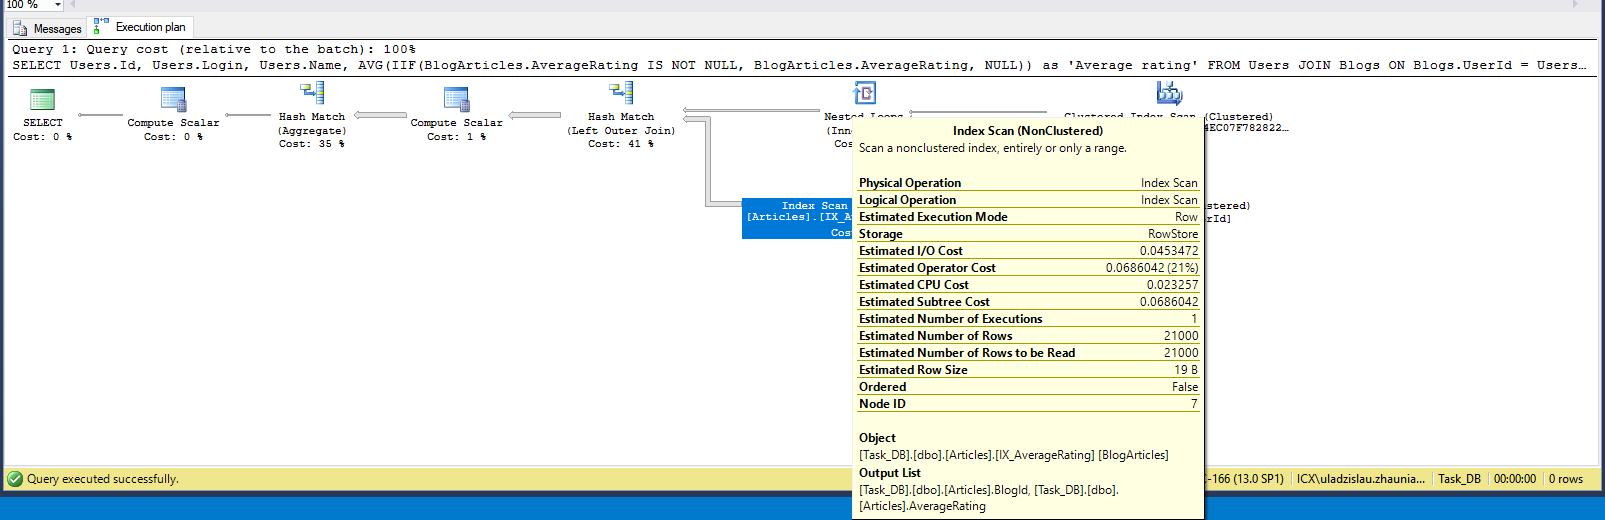 100 %
Messages
Execution plan
Query 1: Query cost (relative to the batch): 100%
SELECT Users.Id, Users.Login, Users.Name, AVG(IIF(BlogArticles.AverageRating IS NOT NULL, BlogArticles.AverageRating, NULL)) as 'Average rating' FROM Users JOIN Blogs ON Blogs.UserId = Users…
SELECT
Cost: 0 %
Compute Scalar
Cost: 0 %
Hash Match
(Aggregate)
Cost: 35 %
Compute Scalar
Cost: 1 %
Hash Match
(Left Outer Join)
Cost: 41 %
Nested Loops
(Inn
Cos
Clustered Index Scan (Clustered)
4EC07F782822…
Index Scan
[Articles].[IX_A
Cos
stered)
rId]
Index Scan (NonClustered)
Scan a nonclustered index, entirely or only a range.
Physical Operation Index Scan
Logical Operation Index Scan
Estimated Execution Mode Row
Storage RowStore
Estimated I/O Cost 0.0453472
Estimated Operator Cost 0.0686042 (21%)
Estimated CPU Cost 0.023257
Estimated Subtree Cost 0.0686042
Estimated Number of Executions 1
Estimated Number of Rows 21000
Estimated Number of Rows to be Read 21000
Estimated Row Size 19 B
Ordered False
Node ID 7
Object
[Task_DB].[dbo].[Articles].[IX_AverageRating] [BlogArticles]
Output List
[Task_DB].[dbo].[Articles].BlogId, [Task_DB].[dbo].
[Articles].AverageRating
Query executed successfully.
-166 (13.0 SP1)
ICX\uladzislau.zhaunia...
Task_DB
00:00:00
0 rows